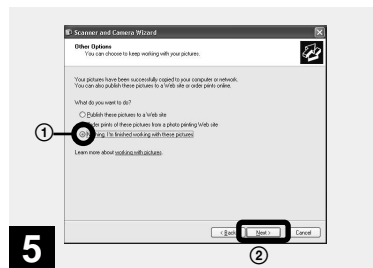 Scanner and Camera Wizard
Other Options
You can choose to keep working with your pictures.
Your pictures have been successfully copied to your computer or network.
You can also publish these pictures to a Web site or order prints online.
What do you want to do?
Publish these pictures to a Web site
prints of these pictures from a photo printing Web site
1
I'm finished working with these pictures
Learn more about working with pictures.
< Back Next > Cancel
5
2